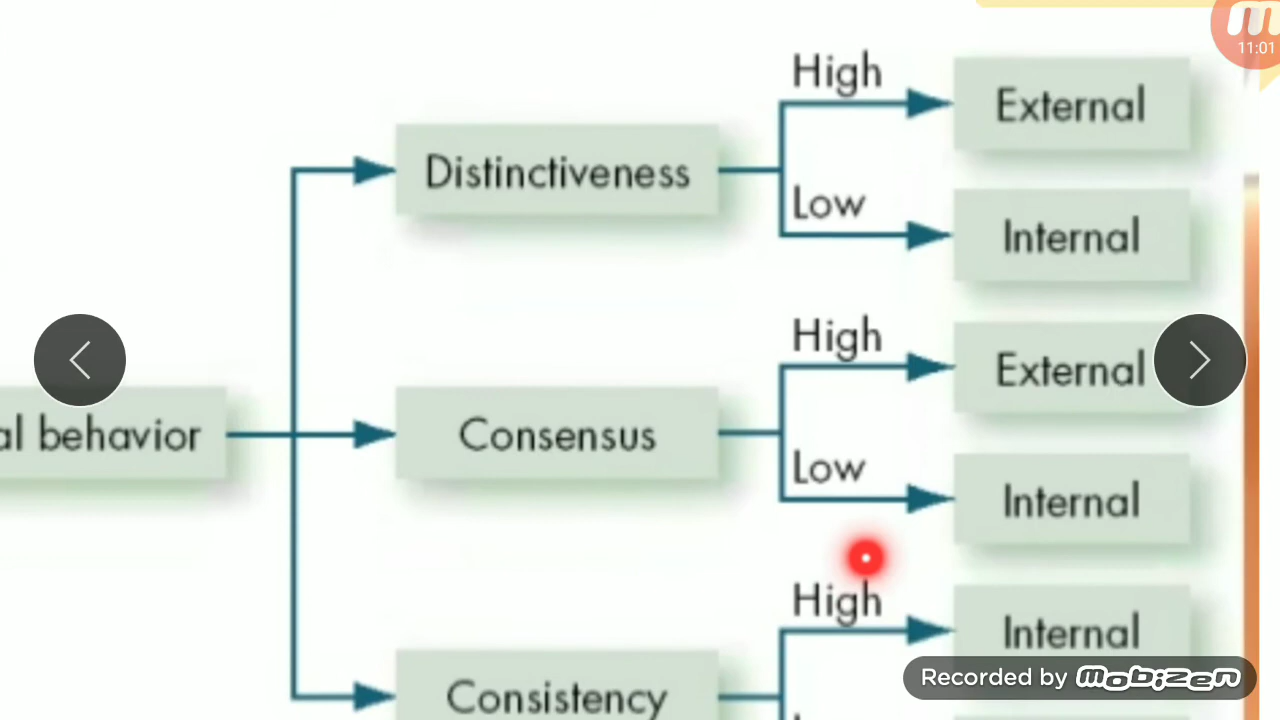 11:01
High
External
Distinctiveness
Low
Internal
High
External
al behavior
Consensus
Low
Internal
High
Internal
Consistency
Recorded by mobizen